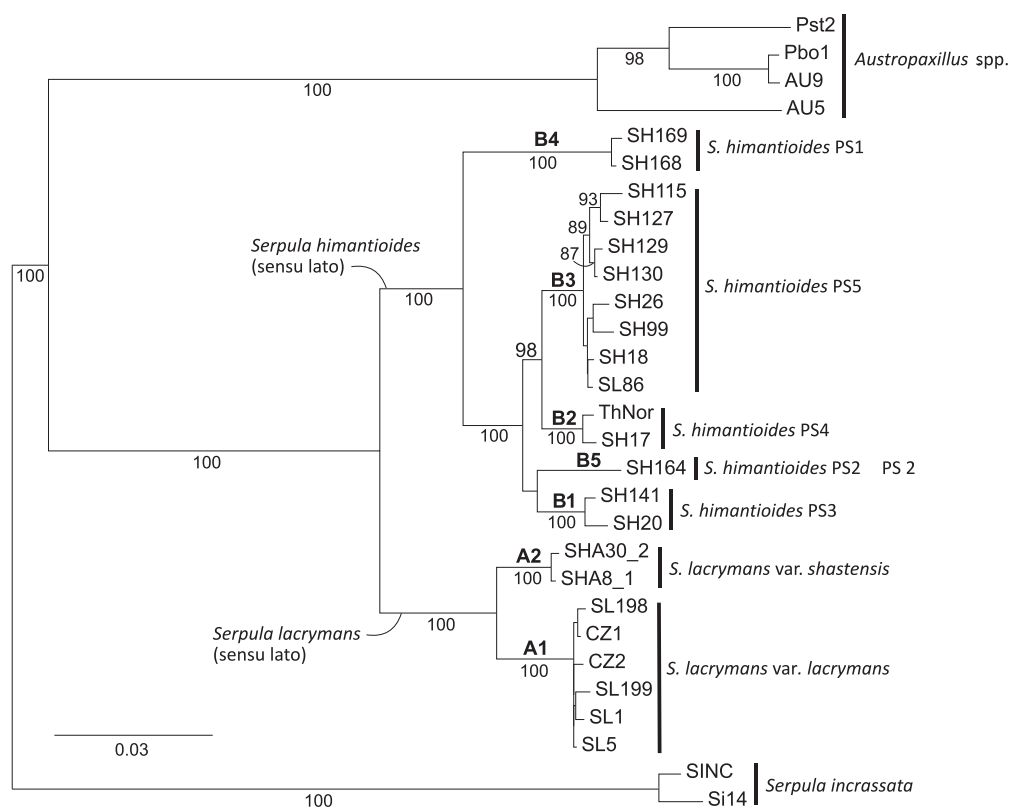 Pst2
98
Pbo1
100
AU9
AU5
100
Austropaxillus spp.
B4
100
SH169
SH168
S. himantioides PS1
93
SH115
SH127
89
87
SH129
SH130
B3
100
SH26
SH99
SH18
SL86
S. himantioides PS5
Serpula himantioides
(sensu lato)
100
100
98
B2
100
ThNor
SH17
S. himantioides PS4
100
B5
SH164
S. himantioides PS2 PS 2
100
B1
100
SH141
SH20
S. himantioides PS3
A2
100
SHA30_2
SHA8_1
S. lacrymans var. shastensis
Serpula lacrymans
(sensu lato)
100
A1
100
SL198
CZ1
CZ2
SL199
SL1
SL5
S. lacrymans var. lacrymans
0.03
100
SINC
Si14
Serpula incrassata